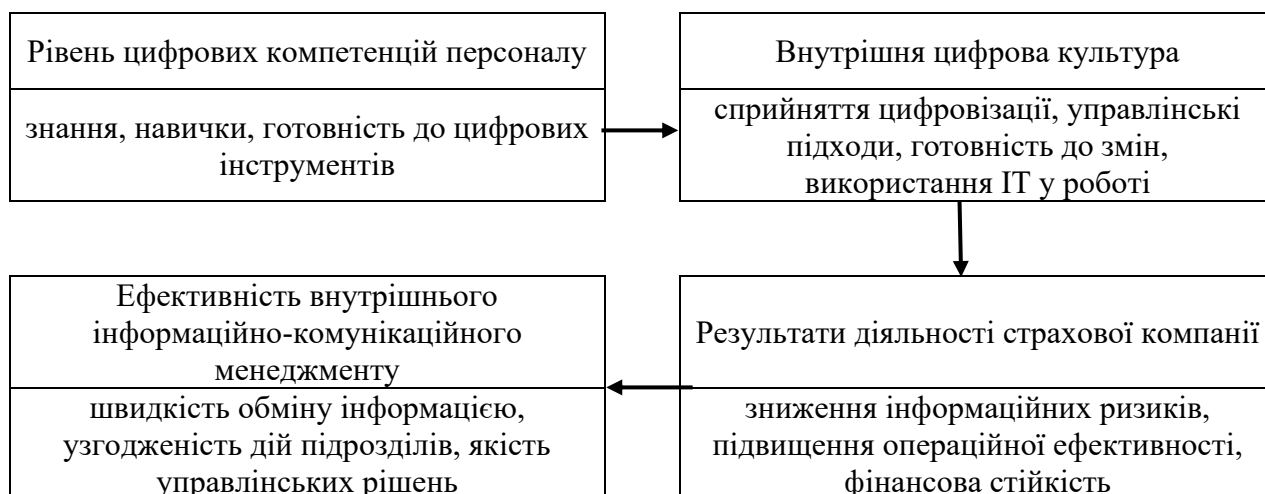 Рівень цифрових компетенцій персоналу
знання, навички, готовність до цифрових
інструментів
Внутрішня цифрова культура
сприйняття цифровізації, управлінські
підходи, готовність до змін,
використання ІТ у роботі
Ефективність внутрішнього
інформаційно-комунікаційного
менеджменту
швидкість обміну інформацією,
узгодженість дій підрозділів, якість
управлінських рішень
Результати діяльності страхової компанії
зниження інформаційних ризиків,
підвищення операційної ефективності,
фінансова стійкість